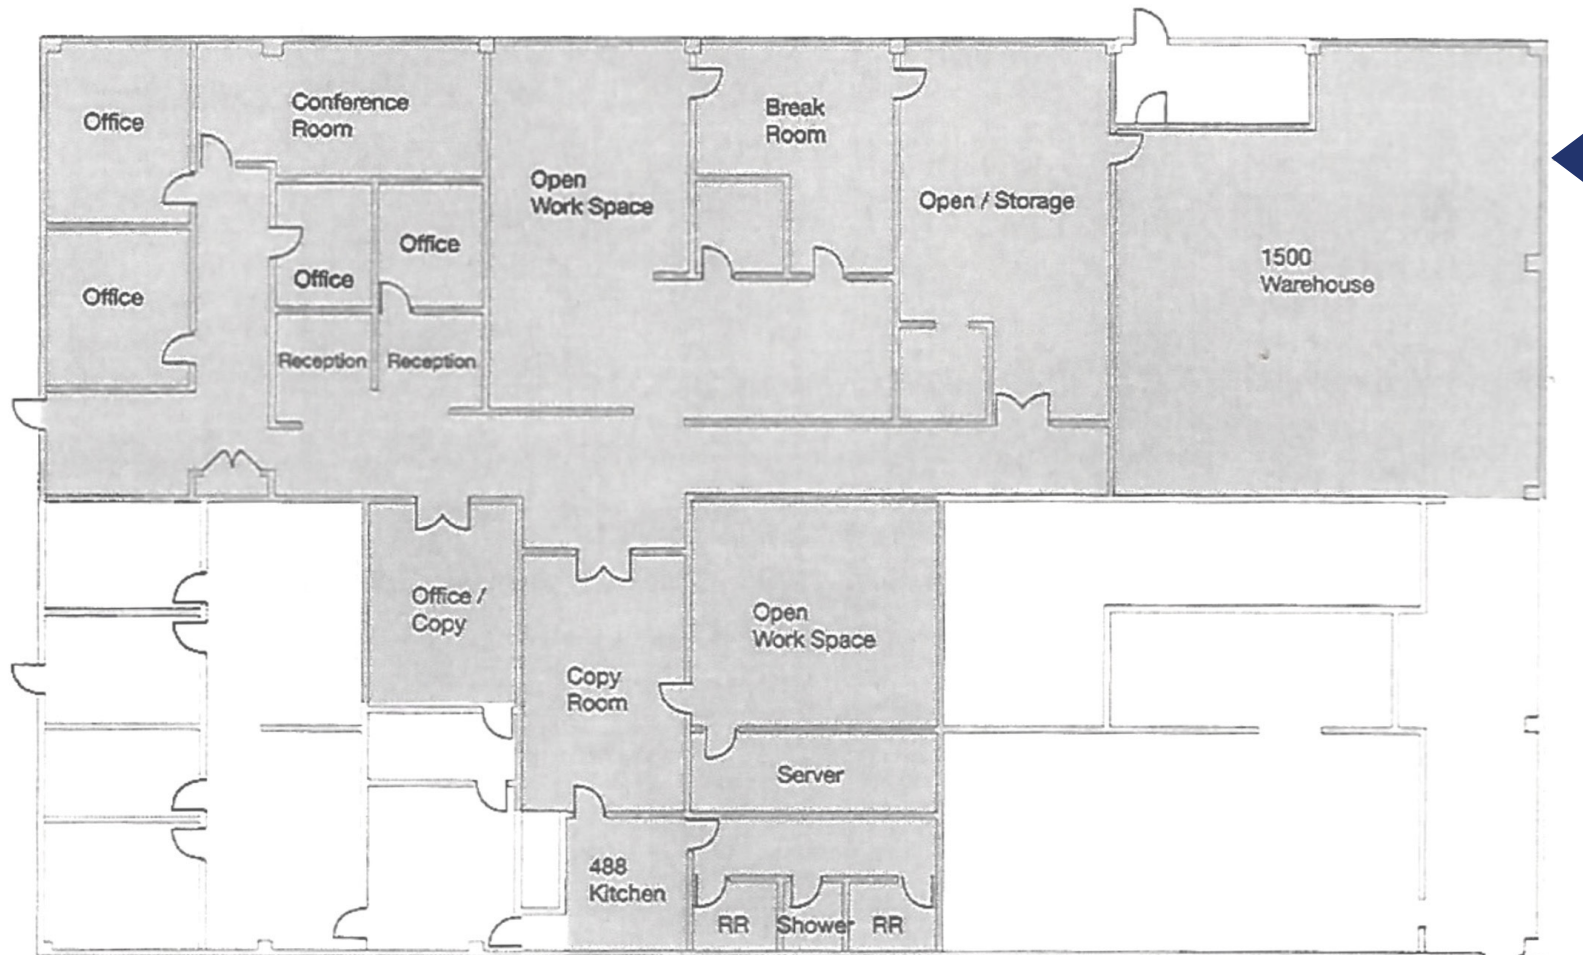 Office
Conference
Room
Break
Room
Open
Work Space
Open / Storage
Office
Office
1500
Warehouse
Office
Reception
Reception
Office /
Copy
Open
Work Space
Copy
Room
Server
488
Kitchen
RR
Shower
RR